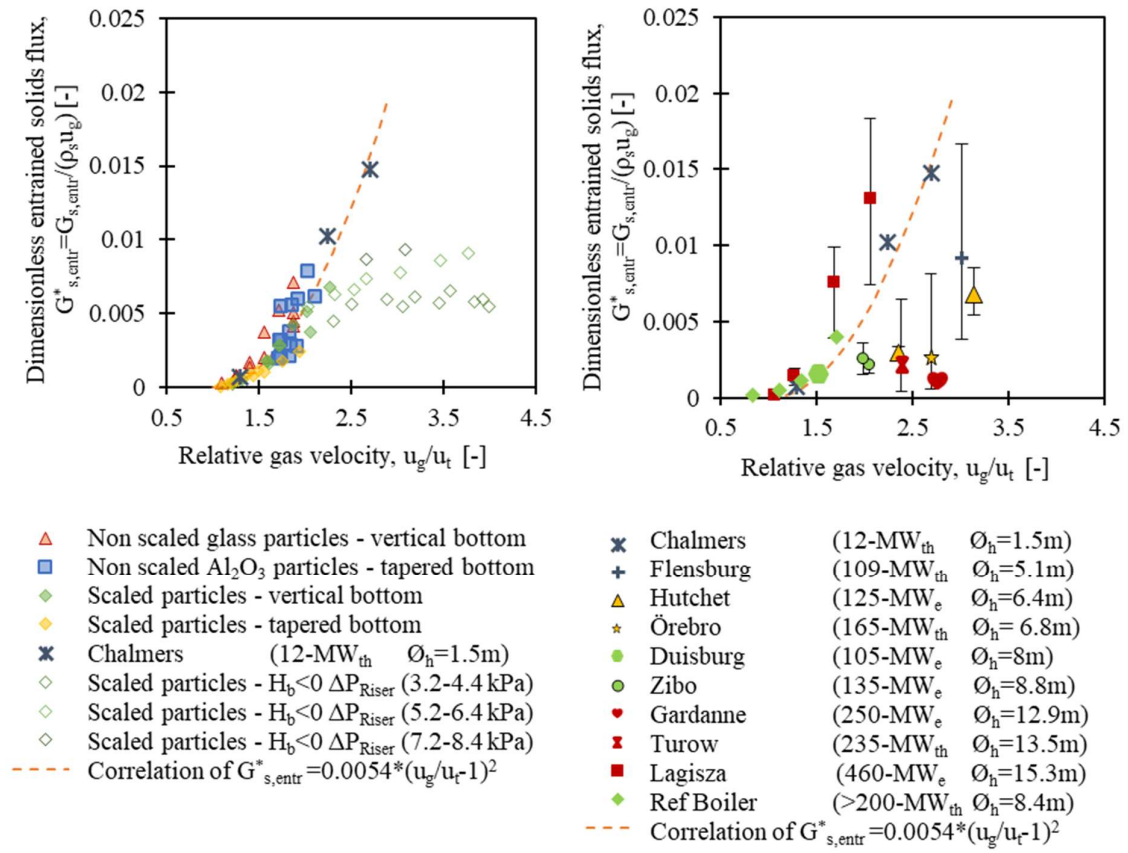 Dimensionless entrained solids flux,
G*s,entr=Gs,entr/(ρsug) [-]
0.025
0.02
0.015
0.01
0.005
0
0.5 1.5 2.5 3.5 4.5
Relative gas velocity, ug/ut [-]
Dimensionless entrained solids flux,
G*s,entr=Gs,entr/(ρsug) [-]
0.025
0.02
0.015
0.01
0.005
0
0.5 1.5 2.5 3.5 4.5
Relative gas velocity, ug/ut [-]
Non scaled glass particles - vertical bottom
Non scaled Al2O3 particles - tapered bottom
Scaled particles - vertical bottom
Scaled particles - tapered bottom
Chalmers (12-MWth Øh=1.5m)
Scaled particles - Hb<0 ΔPRiser (3.2-4.4 kPa)
Scaled particles - Hb<0 ΔPRiser (5.2-6.4 kPa)
Scaled particles - Hb<0 ΔPRiser (7.2-8.4 kPa)
Correlation of G*s,entr =0.0054*(ug/ut-1)2
Chalmers (12-MWth Øh=1.5m)
Flensburg (109-MWth Øh=5.1m)
Hutchet (125-MWe Øh=6.4m)
Örebro (165-MWth Øh= 6.8m)
Duisburg (105-MWe Øh=8m)
Zibo (135-MWe Øh=8.8m)
Gardanne (250-MWe Øh=12.9m)
Turow (235-MWth Øh=13.5m)
Lagisza (460-MWe Øh=15.3m)
Ref Boiler (>200-MWth Øh=8.4m)
Correlation of G*s,entr =0.0054*(ug/ut-1)2